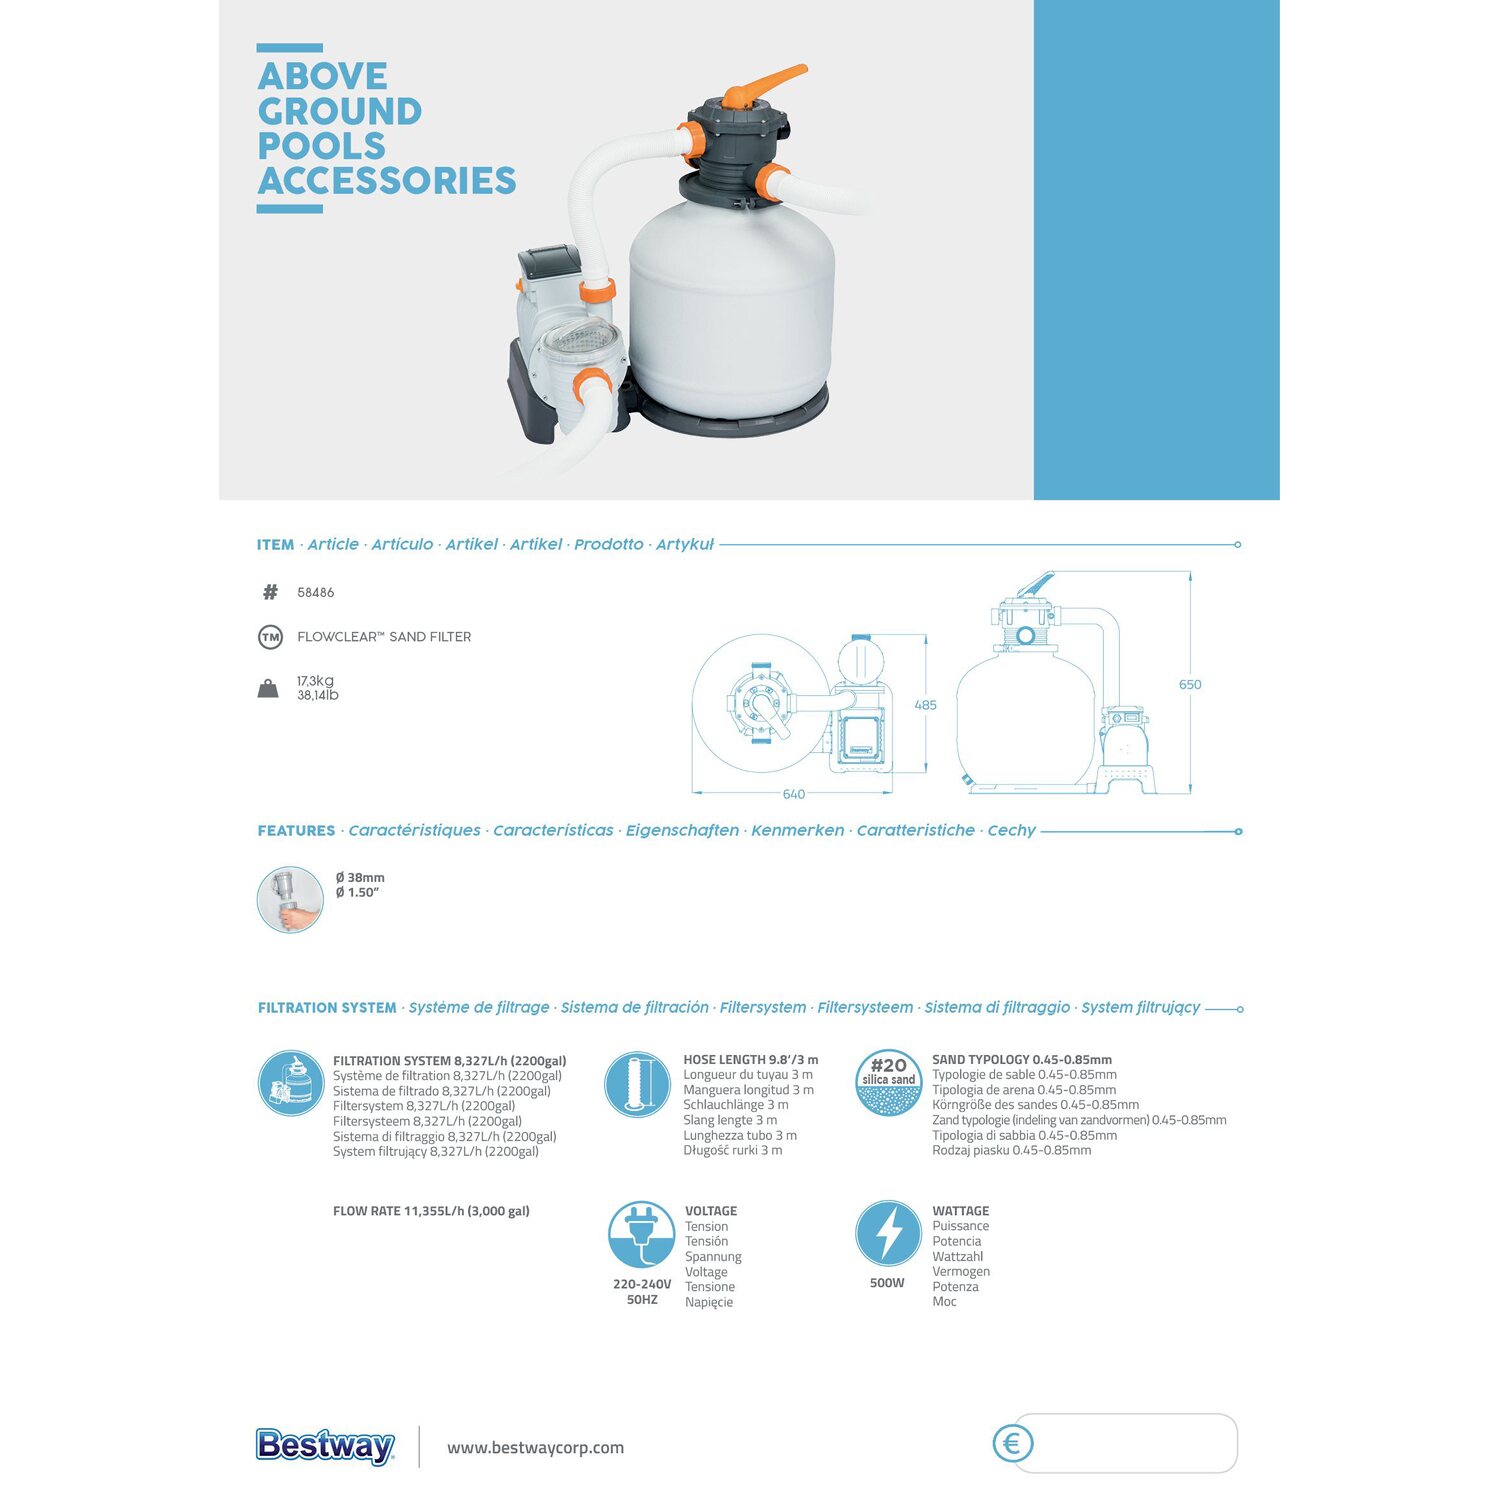 ABOVE
GROUND
POOLS
ACCESSORIES
ITEM · Article · Artículo · Artikel · Artikel · Prodotto · Artykuł
# 58486
TM FLOWCLEAR™ SAND FILTER
17,3kg
38,14lb
485
640
650
Bestway
FEATURES · Caractéristiques · Características · Eigenschaften · Kenmerken · Caratteristiche · Cechy
Ø 38mm
Ø 1.50”
FILTRATION SYSTEM · Système de filtrage · Sistema de filtración · Filtersystem · Filtersysteem · Sistema di filtraggio · System filtrujący
FILTRATION SYSTEM 8,327L/h (2200gal)
Système de filtration 8,327L/h (2200gal)
Sistema de filtrado 8,327L/h (2200gal)
Filtersystem 8,327L/h (2200gal)
Filtersysteem 8,327L/h (2200gal)
Sistema di filtraggio 8,327L/h (2200gal)
System filtrujący 8,327L/h (2200gal)
HOSE LENGTH 9.8’/3 m
Longueur du tuyau 3 m
Manguera longitud 3 m
Schlauchlänge 3 m
Slang lengte 3 m
Lunghezza tubo 3 m
Długość rurki 3 m
#20
silica sand
SAND TYPOLOGY 0.45-0.85mm
Typologie de sable 0.45-0.85mm
Tipologia de arena 0.45-0.85mm
Körngröße des sandes 0.45-0.85mm
Zand typologie (indeling van zandvormen) 0.45-0.85mm
Tipologia di sabbia 0.45-0.85mm
Rodzaj piasku 0.45-0.85mm
FLOW RATE 11,355L/h (3,000 gal)
220-240V
50HZ
VOLTAGE
Tension
Tensión
Spannung
Voltage
Tensione
Napięcie
500W
WATTAGE
Puissance
Potencia
Wattzahl
Vermogen
Potenza
Moc
Bestway
www.bestwaycorp.com
€